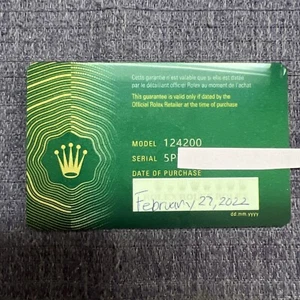 Cette garantie n'est valable que si elle est datée
par le détaillant officiel Rolex au moment de l'achat
This guarantee is valid only if dated by the
Official Rolex Retailer at the time of purchase
MODEL 124200
SERIAL 5P
DATE OF PURCHASE
February 27, 2022
dd.mm.yyyy